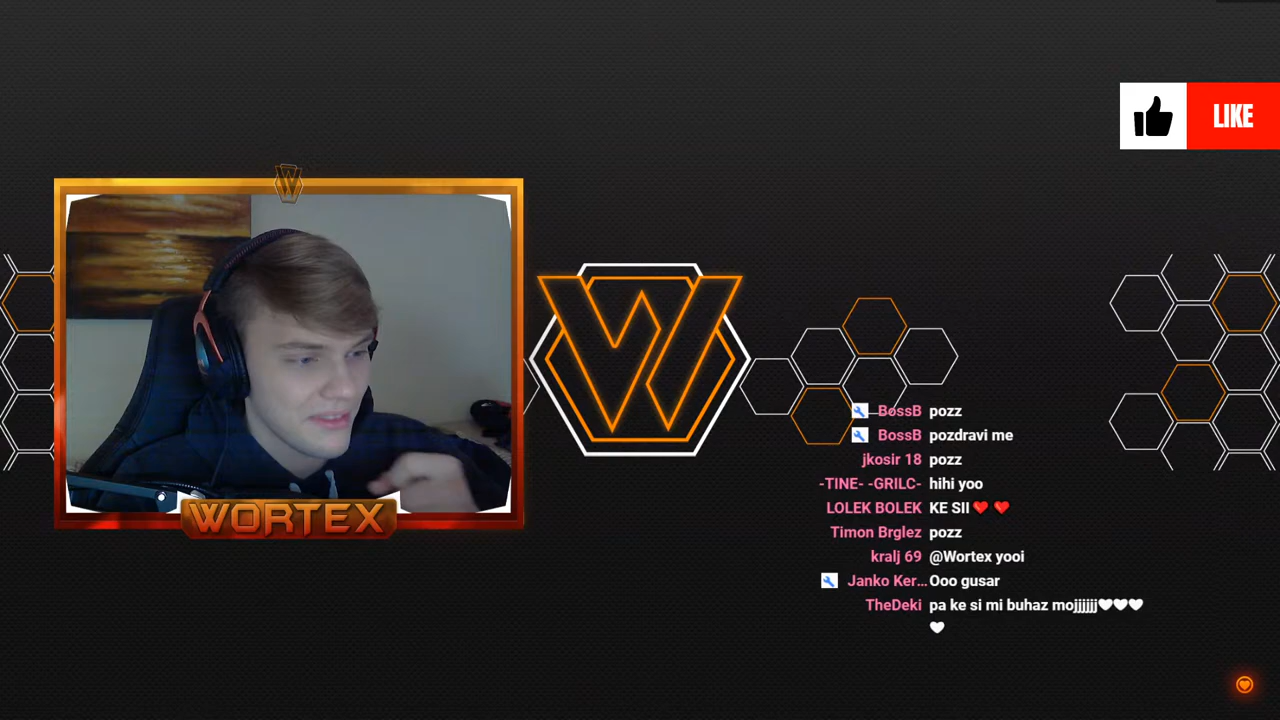 LIKE
WORTEX
BossB pozz
BossB pozdravi me
jkosir 18 pozz
-TINE- -GRILC- hihi yoo
LOLEK BOLEK KE SII❤️ ❤️
Timon Brglez pozz
kralj 69 @Wortex yooi
Janko Ker... Ooo gusar
TheDeki pa ke si mi buhaz mojjjjjj🤍🤍🤍
🤍